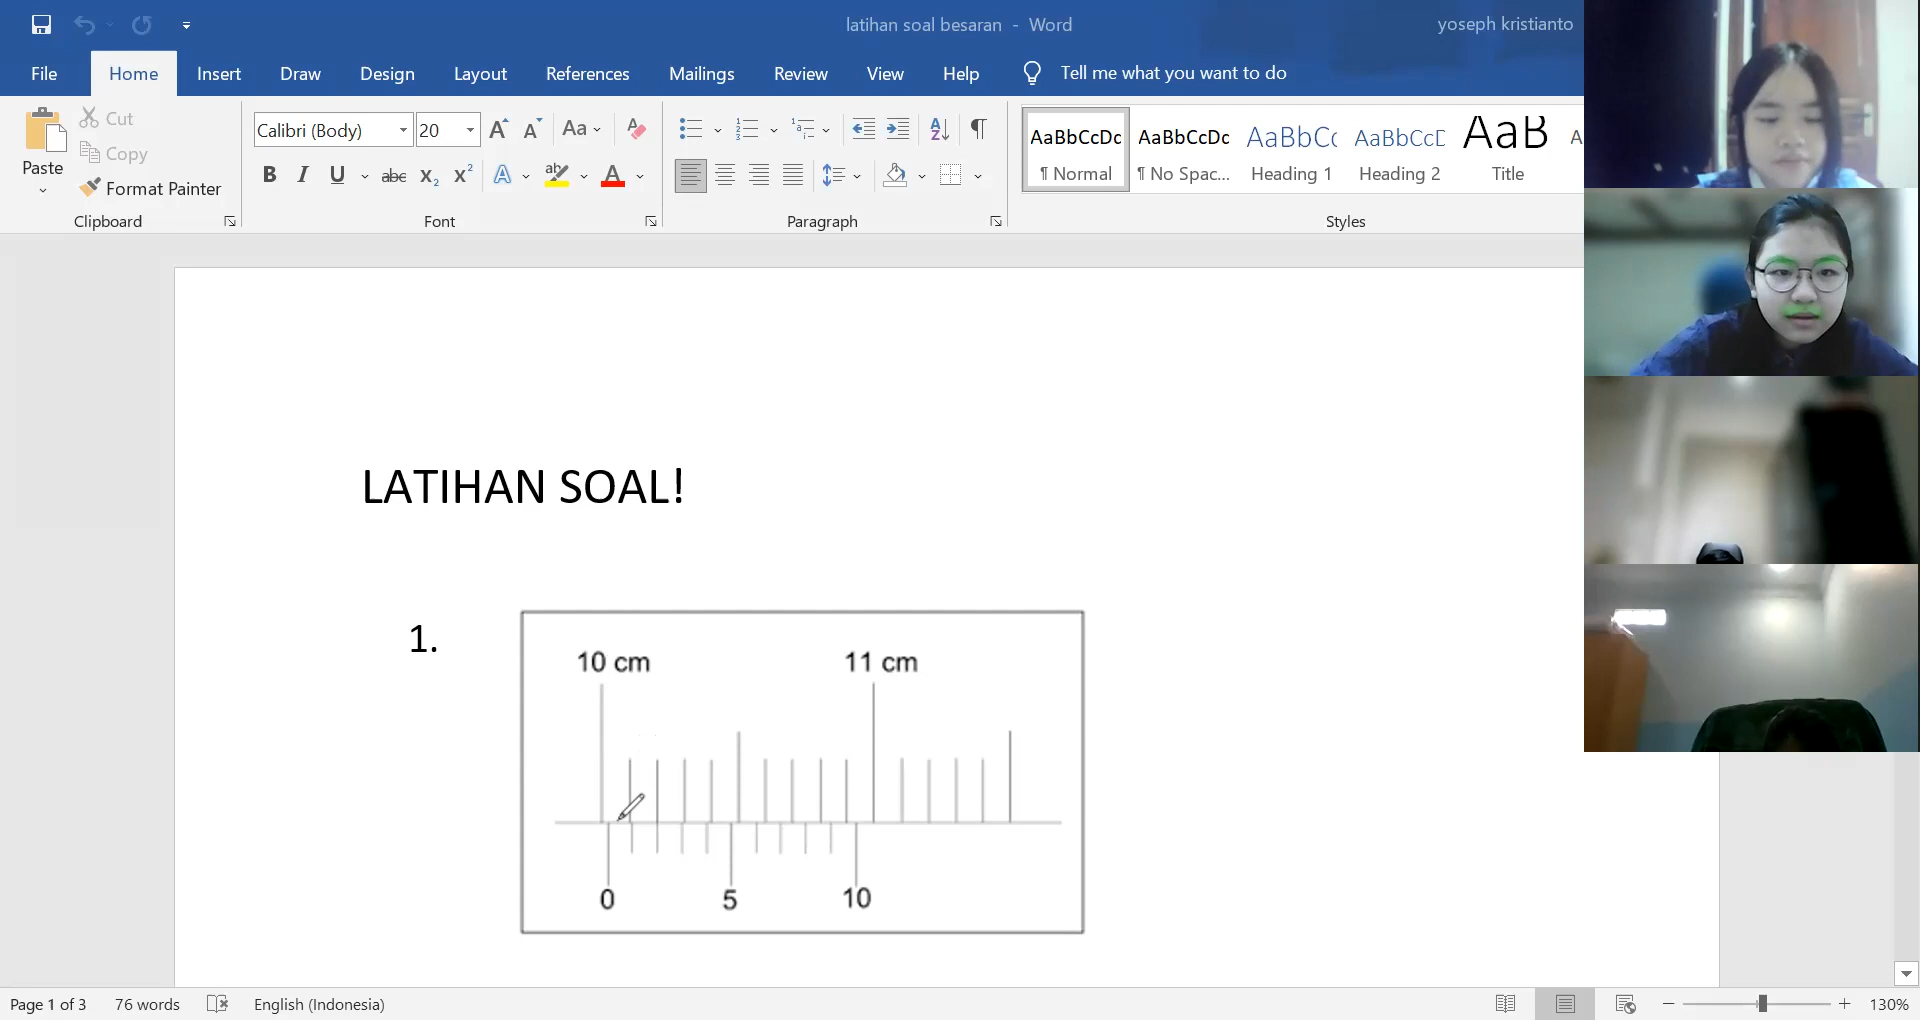 latihan soal besaran - Word
yoseph kristianto
File Home Insert Draw Design Layout References Mailings Review View Help Tell me what you want to do
Paste
Cut
Copy
Format Painter
Clipboard
Calibri (Body) 20
B I U abc X₂ X²
Font
Paragraph
AaBbCcDc AaBbCcDc AaBbCc AaBbCcD AaB
¶ Normal ¶ No Spac... Heading 1 Heading 2 Title
Styles
LATIHAN SOAL!
1.
10 cm 11 cm
0 5 10
Page 1 of 3 76 words English (Indonesia) 130%